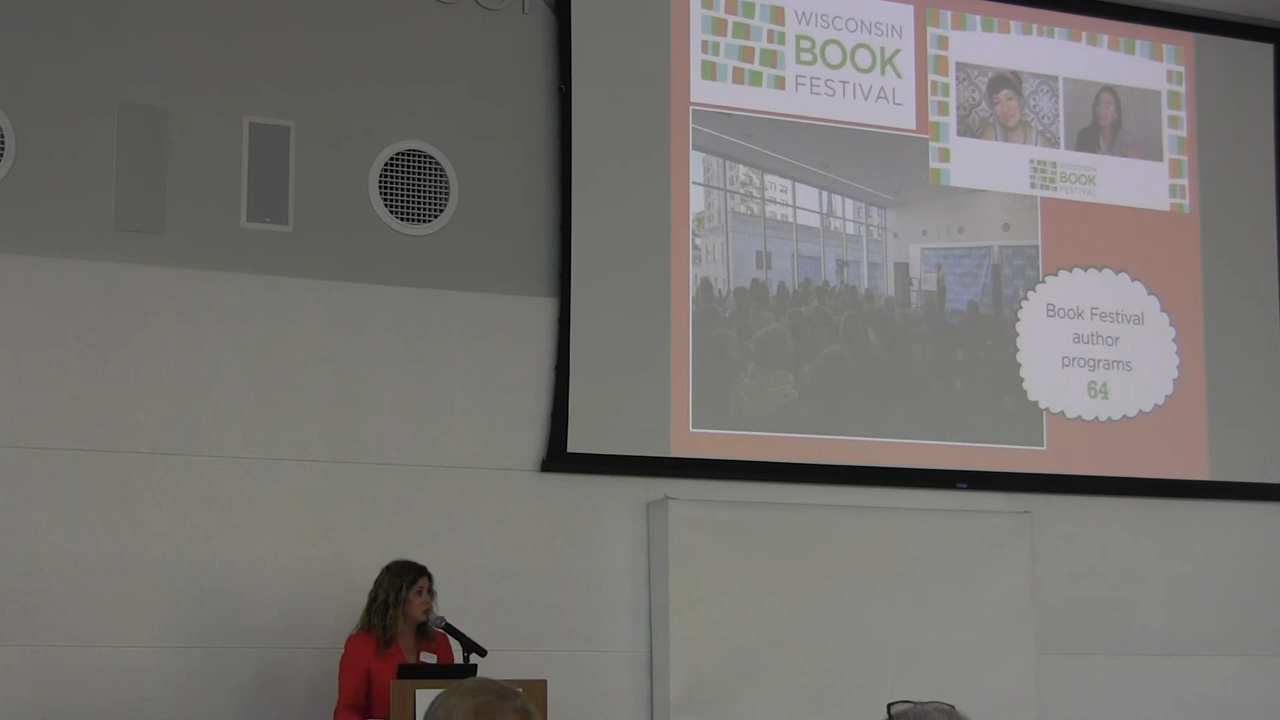 WISCONSIN
BOOK
FESTIVAL
WISCONSIN
BOOK
FESTIVAL
Book Festival
author
programs
64